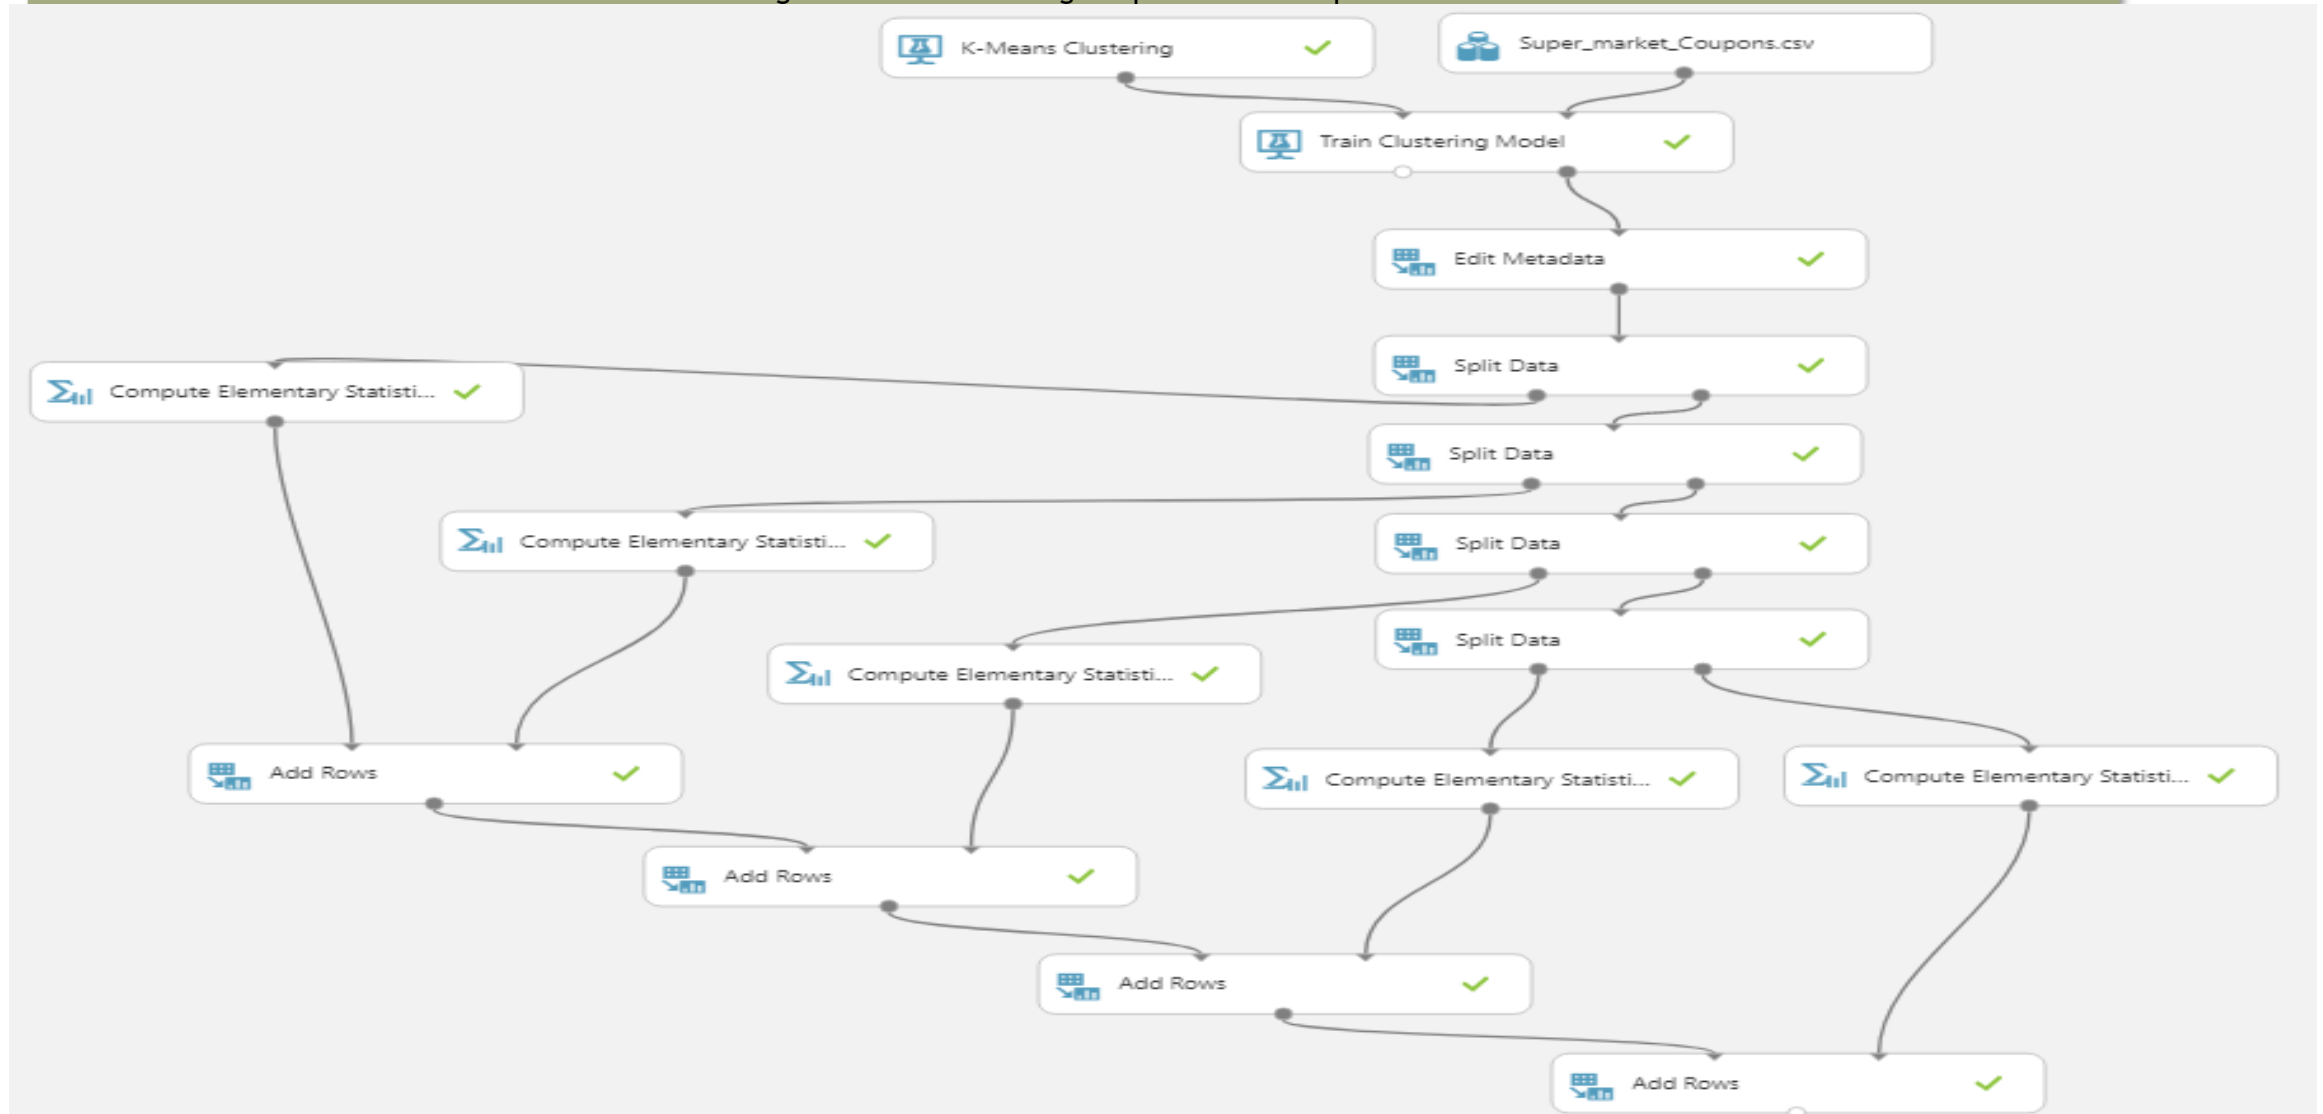 K-Means Clustering
Super_market_Coupons.csv
Train Clustering Model
Edit Metadata
Split Data
Compute Elementary Statisti...
Split Data
Compute Elementary Statisti...
Split Data
Split Data
Compute Elementary Statisti...
Add Rows
Compute Elementary Statisti...
Compute Elementary Statisti...
Add Rows
Add Rows
Add Rows